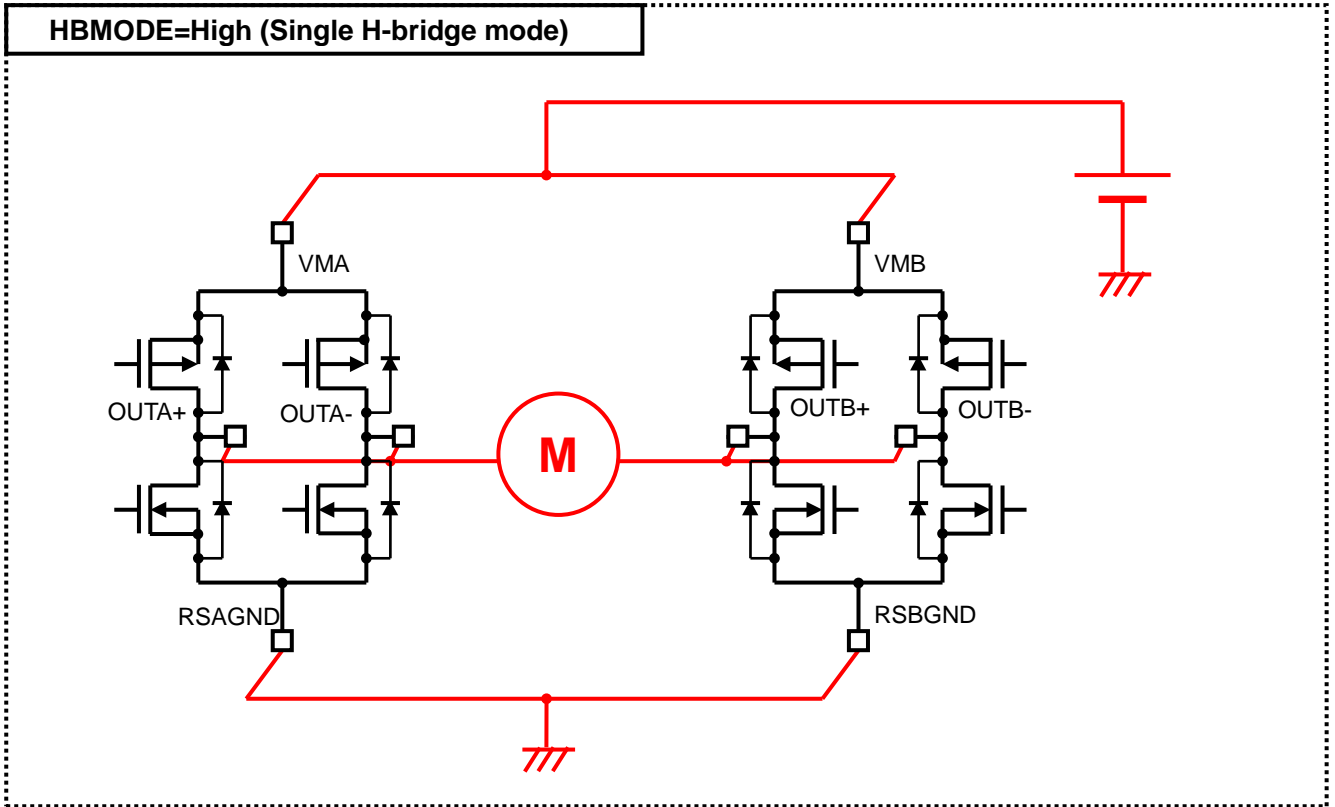 HBMODE=High (Single H-bridge mode)
VMA
VMB
OUTA+
OUTA-
OUTB+
OUTB-
M
RSAGND
RSBGND